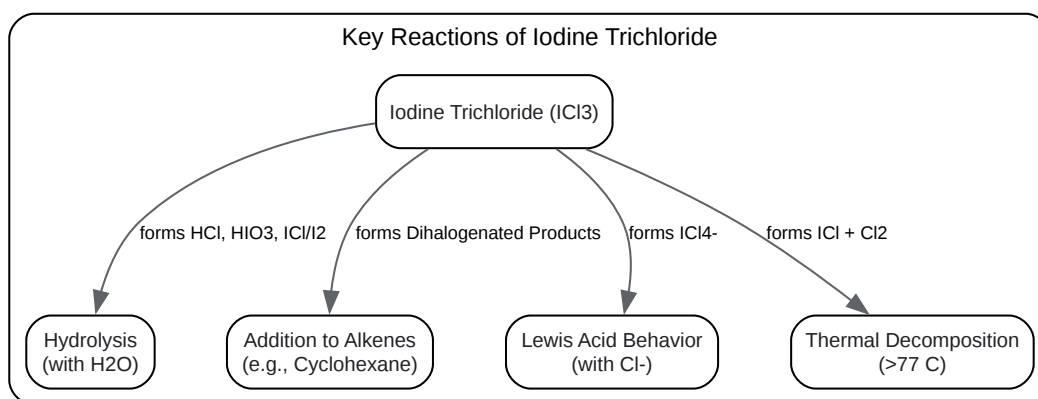 Key Reactions of Iodine Trichloride
Iodine Trichloride (ICl3)
forms HCl, HIO3, ICl/I2
forms Dihalogenated Products
forms ICl4-
forms ICl + Cl2
Hydrolysis
(with H2O)
Addition to Alkenes
(e.g., Cyclohexane)
Lewis Acid Behavior
(with Cl-)
Thermal Decomposition
(>77 C)